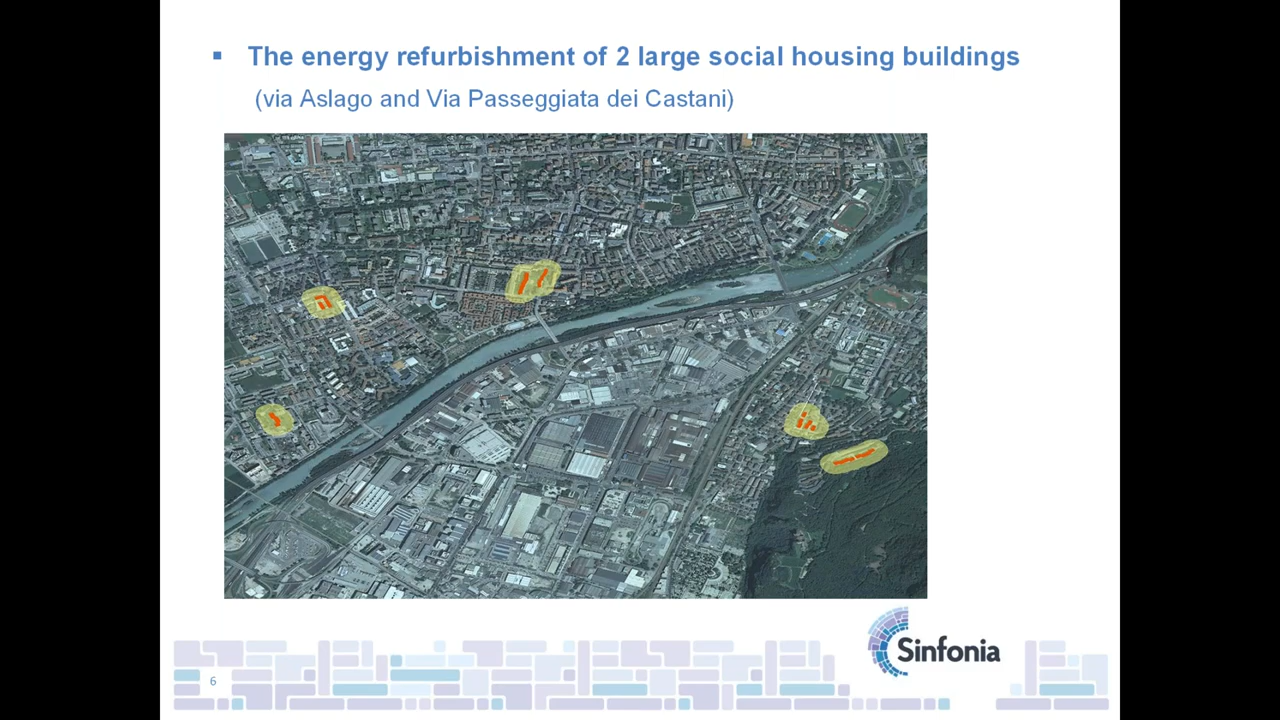 ▪ The energy refurbishment of 2 large social housing buildings
(via Aslago and Via Passeggiata dei Castani)
Sinfonia
6